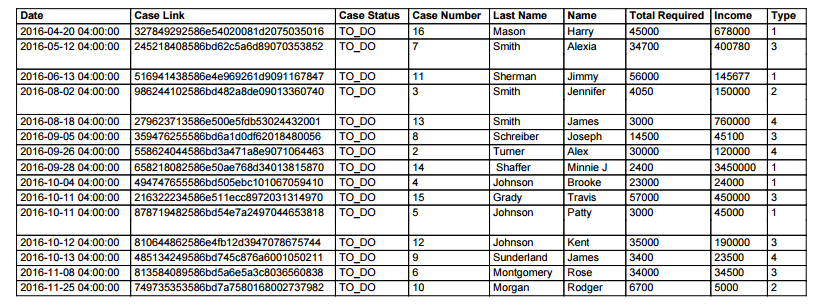 Date Case Link Case Status Case Number Last Name Name Total Required Income Type
2016-04-20 04:00:00 327849292586e54020081d2075035016 TO_DO 16 Mason Harry 45000 678000 1
2016-05-12 04:00:00 245218408586bd62c5a6d89070353852 TO_DO 7 Smith Alexia 34700 400780 3
2016-06-13 04:00:00 516941438586e4e969261d9091167847 TO_DO 11 Sherman Jimmy 56000 145677 1
2016-08-02 04:00:00 986244102586bd482a8de09013360740 TO_DO 3 Smith Jennifer 4050 150000 2
2016-08-18 04:00:00 279623713586e500e5fdb53024432001 TO_DO 13 Smith James 3000 760000 4
2016-09-05 04:00:00 359476255586bd6a1d0df62018480056 TO_DO 8 Schreiber Joseph 14500 45100 3
2016-09-26 04:00:00 558624044586bd3a471a8e9071064463 TO_DO 2 Turner Alex 30000 120000 4
2016-09-28 04:00:00 658218082586e50ae768d34013815870 TO_DO 14 Shaffer Minnie J 2400 3450000 1
2016-10-04 04:00:00 494747655586bd505ebc101067059410 TO_DO 4 Johnson Brooke 23000 24000 1
2016-10-11 04:00:00 216322234586e511ecc8972031314970 TO_DO 15 Grady Travis 57000 450000 3
2016-10-11 04:00:00 878719482586bd54e7a2497044653818 TO_DO 5 Johnson Patty 3000 45000 1
2016-10-12 04:00:00 810644862586e4fb12d3947078675744 TO_DO 12 Johnson Kent 35000 190000 3
2016-10-13 04:00:00 485134249586bd745c876a6001050211 TO_DO 9 Sunderland James 3400 23500 4
2016-11-08 04:00:00 813584089586bd5a6e5a3c8036560838 TO_DO 6 Montgomery Rose 34000 34500 3
2016-11-25 04:00:00 749735353586bd7a7580168002737982 TO_DO 10 Morgan Rodger 6700 5000 2